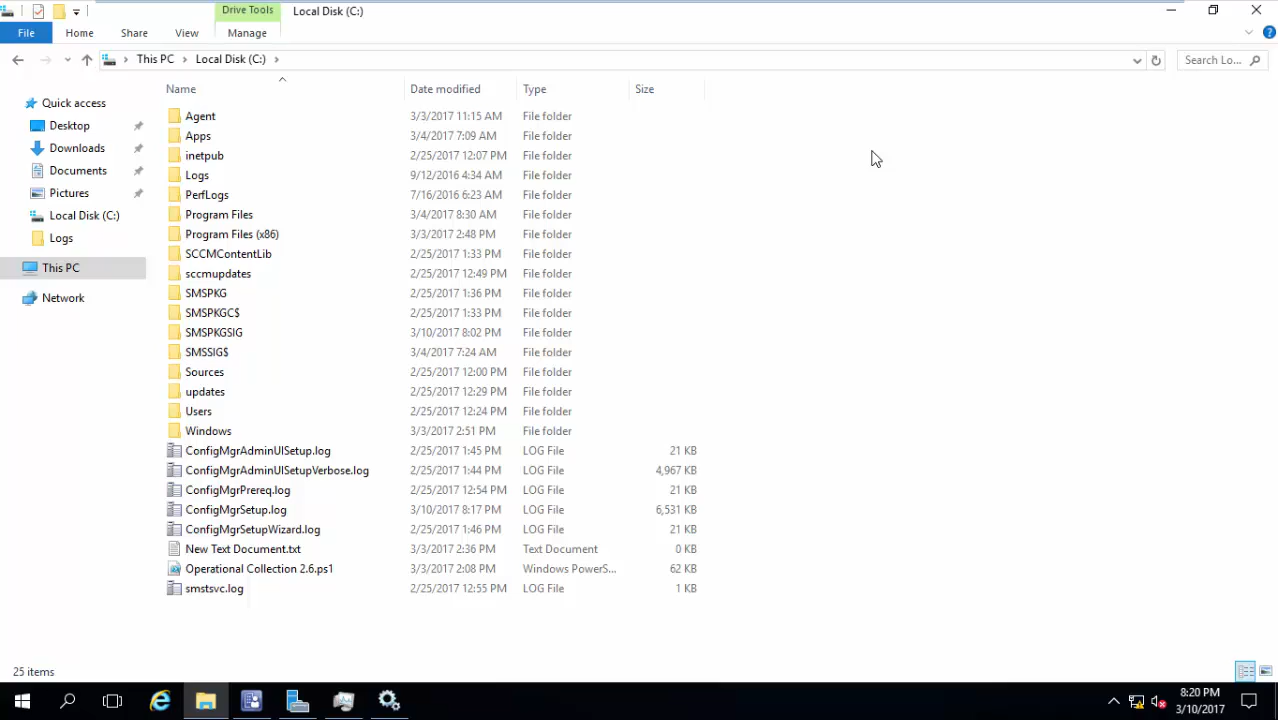 Drive Tools
Local Disk (C:)
File Home Share View Manage
This PC Local Disk (C:)
Search Lo...
Name Date modified Type Size
Quick access
Desktop
Downloads
Documents
Pictures
Local Disk (C:)
Logs
This PC
Network
Agent 3/3/2017 11:15 AM File folder
Apps 3/4/2017 7:09 AM File folder
inetpub 2/25/2017 12:07 PM File folder
Logs 9/12/2016 4:34 AM File folder
PerfLogs 7/16/2016 6:23 AM File folder
Program Files 3/4/2017 8:30 AM File folder
Program Files (x86) 3/3/2017 2:48 PM File folder
SCCMContentLib 2/25/2017 1:33 PM File folder
sccmupdates 2/25/2017 12:49 PM File folder
SMSPKG 2/25/2017 1:36 PM File folder
SMSPKGC$ 2/25/2017 1:33 PM File folder
SMSPKGSIG 3/10/2017 8:02 PM File folder
SMSSIG$ 3/4/2017 7:24 AM File folder
Sources 2/25/2017 12:00 PM File folder
updates 2/25/2017 12:29 PM File folder
Users 2/25/2017 12:24 PM File folder
Windows 3/3/2017 2:51 PM File folder
ConfigMgrAdminUISetup.log 2/25/2017 1:45 PM LOG File 21 KB
ConfigMgrAdminUISetupVerbose.log 2/25/2017 1:44 PM LOG File 4,967 KB
ConfigMgrPrereq.log 2/25/2017 12:54 PM LOG File 21 KB
ConfigMgrSetup.log 3/10/2017 8:17 PM LOG File 6,531 KB
ConfigMgrSetupWizard.log 2/25/2017 1:46 PM LOG File 21 KB
New Text Document.txt 3/3/2017 2:36 PM Text Document 0 KB
Operational Collection 2.6.ps1 3/3/2017 2:08 PM Windows PowerS... 62 KB
smstsvc.log 2/25/2017 12:55 PM LOG File 1 KB
25 items
8:20 PM
3/10/2017